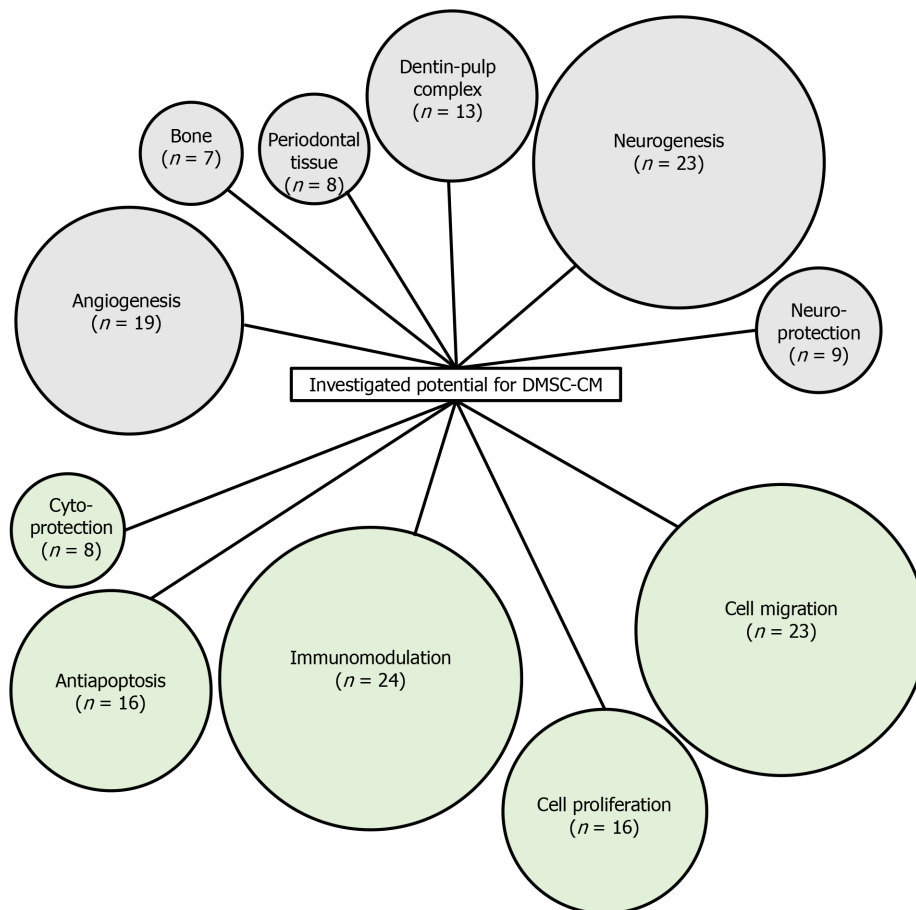 Dentin-pulp
complex
(n = 13)
Neurogenesis
(n = 23)
Bone
(n = 7)
Periodontal
tissue
(n = 8)
Angiogenesis
(n = 19)
Neuro-
protection
(n = 9)
Investigated potential for DMSC-CM
Cyto-
protection
(n = 8)
Antiapoptosis
(n = 16)
Immunomodulation
(n = 24)
Cell migration
(n = 23)
Cell proliferation
(n = 16)